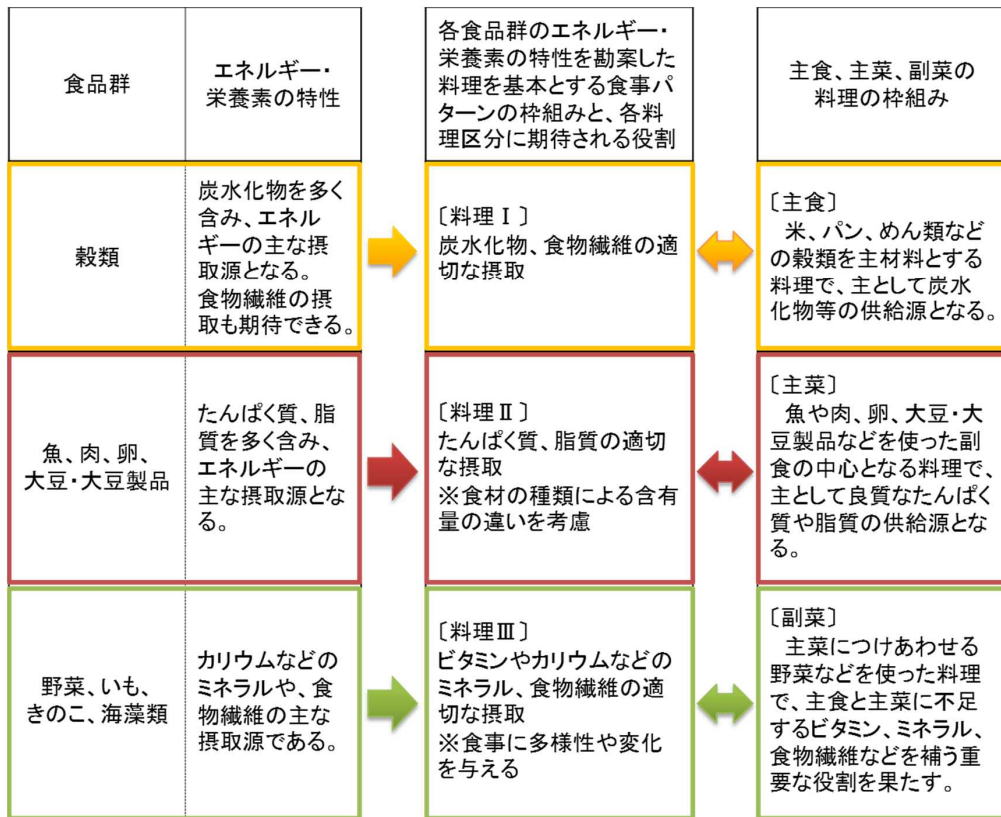 食品群
エネルギー・
栄養素の特性
各食品群のエネルギー・
栄養素の特性を勘案した
料理を基本とする食事パ
ターンの枠組みと、各料
理区分に期待される役割
主食、主菜、副菜の
料理の枠組み
穀類
炭水化物を多く
含み、エネル
ギーの主な摂
取源となる。
食物繊維の摂
取も期待できる。
〔料理Ⅰ〕
炭水化物、食物繊維の適
切な摂取
〔主食〕
米、パン、めん類など
の穀類を主材料とする
料理で、主として炭水
化物等の供給源となる。
魚、肉、卵、
大豆・大豆製品
たんぱく質、脂
質を多く含み、
エネルギーの
主な摂取源とな
る。
〔料理Ⅱ〕
たんぱく質、脂質の適切
な摂取
※食材の種類による含有
量の違いを考慮
〔主菜〕
魚や肉、卵、大豆・大
豆製品などを使った副
食の中心となる料理で、
主として良質なたんぱく
質や脂質の供給源とな
る。
野菜、いも、
きのこ、海藻類
カリウムなどの
ミネラルや、食
物繊維の主な
摂取源である。
〔料理Ⅲ〕
ビタミンやカリウムなどの
ミネラル、食物繊維の適
切な摂取
※食事に多様性や変化
を与える
〔副菜〕
主菜につけあわせる
野菜などを使った料理
で、主食と主菜に不足
するビタミン、ミネラル、
食物繊維などを補う重
要な役割を果たす。